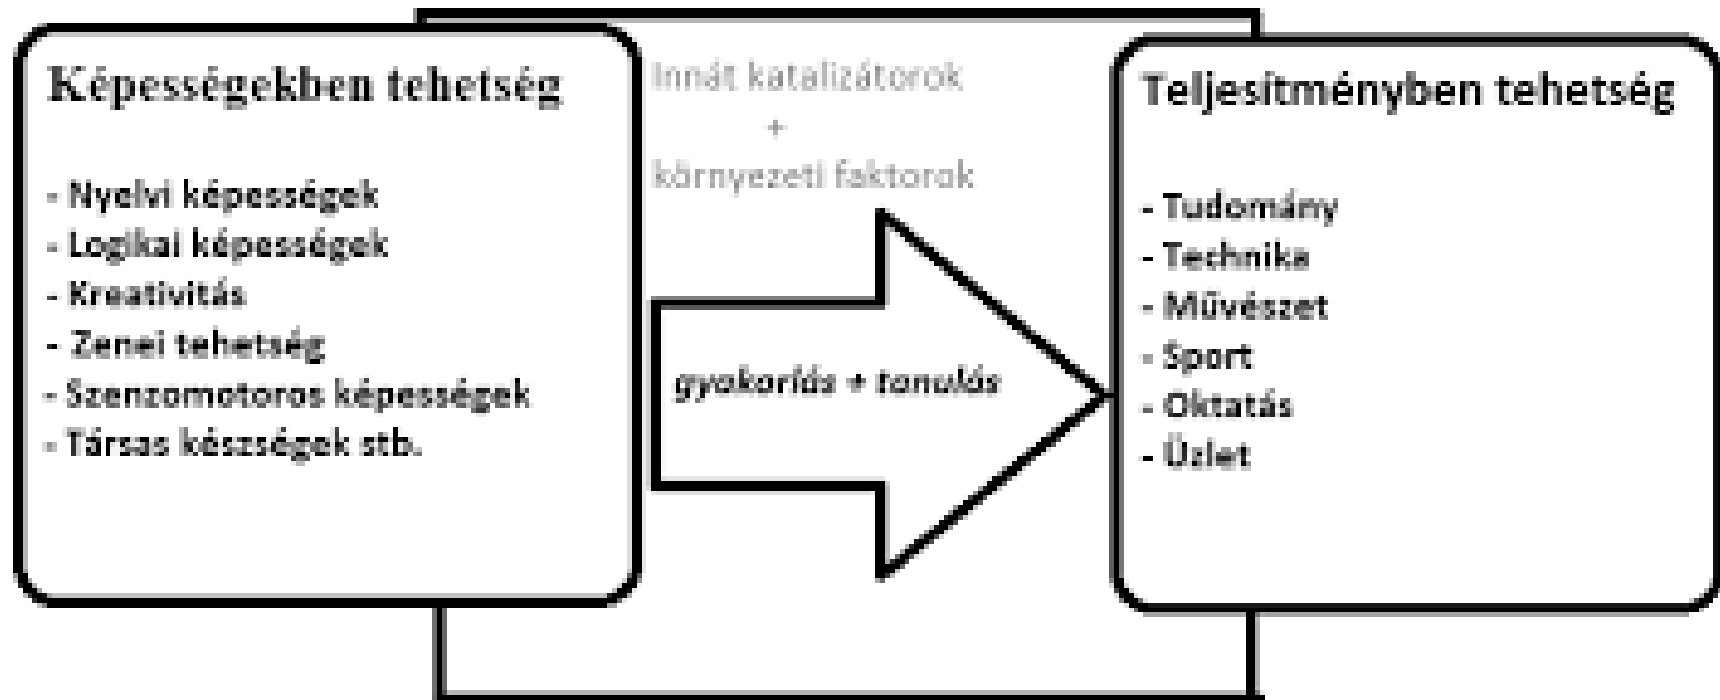 Képességekben tehetség
- Nyelvi képességek
- Logikai képességek
- Kreativitás
- Zenei tehetség
- Szenzomotoros képességek
- Társas készségek stb.
Innát katalizátorok
+
környezeti faktorok
gyakorlás + tanulás
Teljesítményben tehetség
- Tudomány
- Technika
- Művészet
- Sport
- Oktatás
- Üzlet